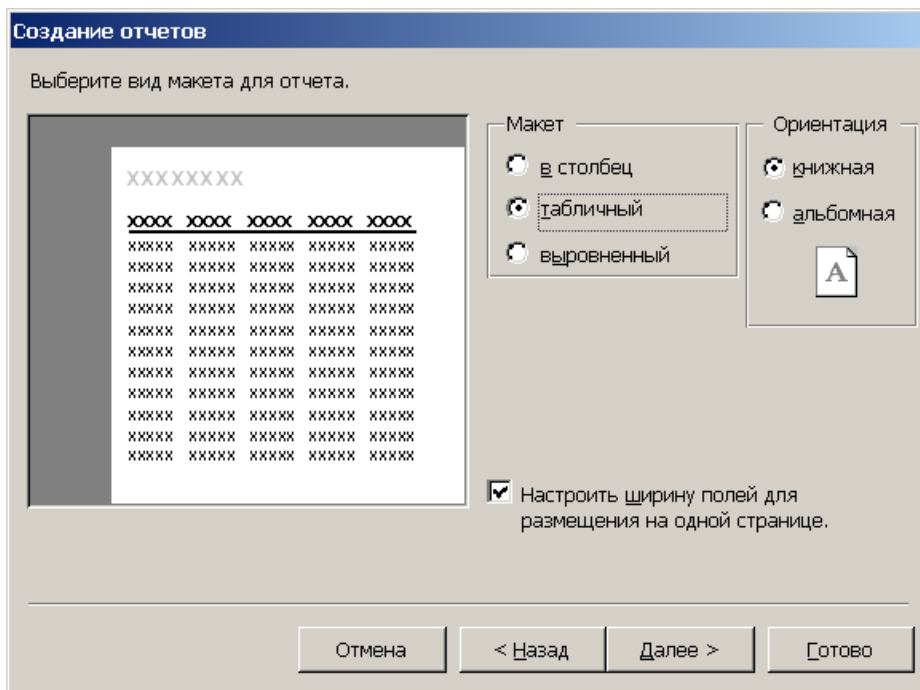 Создание отчетов
Выберите вид макета для отчета.
XXXXXXXX
XXXX XXXX XXXX XXXX XXXX
XXXXX XXXXX XXXXX XXXXX XXXXX
XXXXX XXXXX XXXXX XXXXX XXXXX
XXXXX XXXXX XXXXX XXXXX XXXXX
XXXXX XXXXX XXXXX XXXXX XXXXX
XXXXX XXXXX XXXXX XXXXX XXXXX
XXXXX XXXXX XXXXX XXXXX XXXXX
XXXXX XXXXX XXXXX XXXXX XXXXX
XXXXX XXXXX XXXXX XXXXX XXXXX
XXXXX XXXXX XXXXX XXXXX XXXXX
XXXXX XXXXX XXXXX XXXXX XXXXX
XXXXX XXXXX XXXXX XXXXX XXXXX
Макет
в столбец
табличный
выровненный
Ориентация
книжная
альбомная
A
Настроить ширину полей для
размещения на одной странице.
Отмена
< Назад
Далее >
Готово